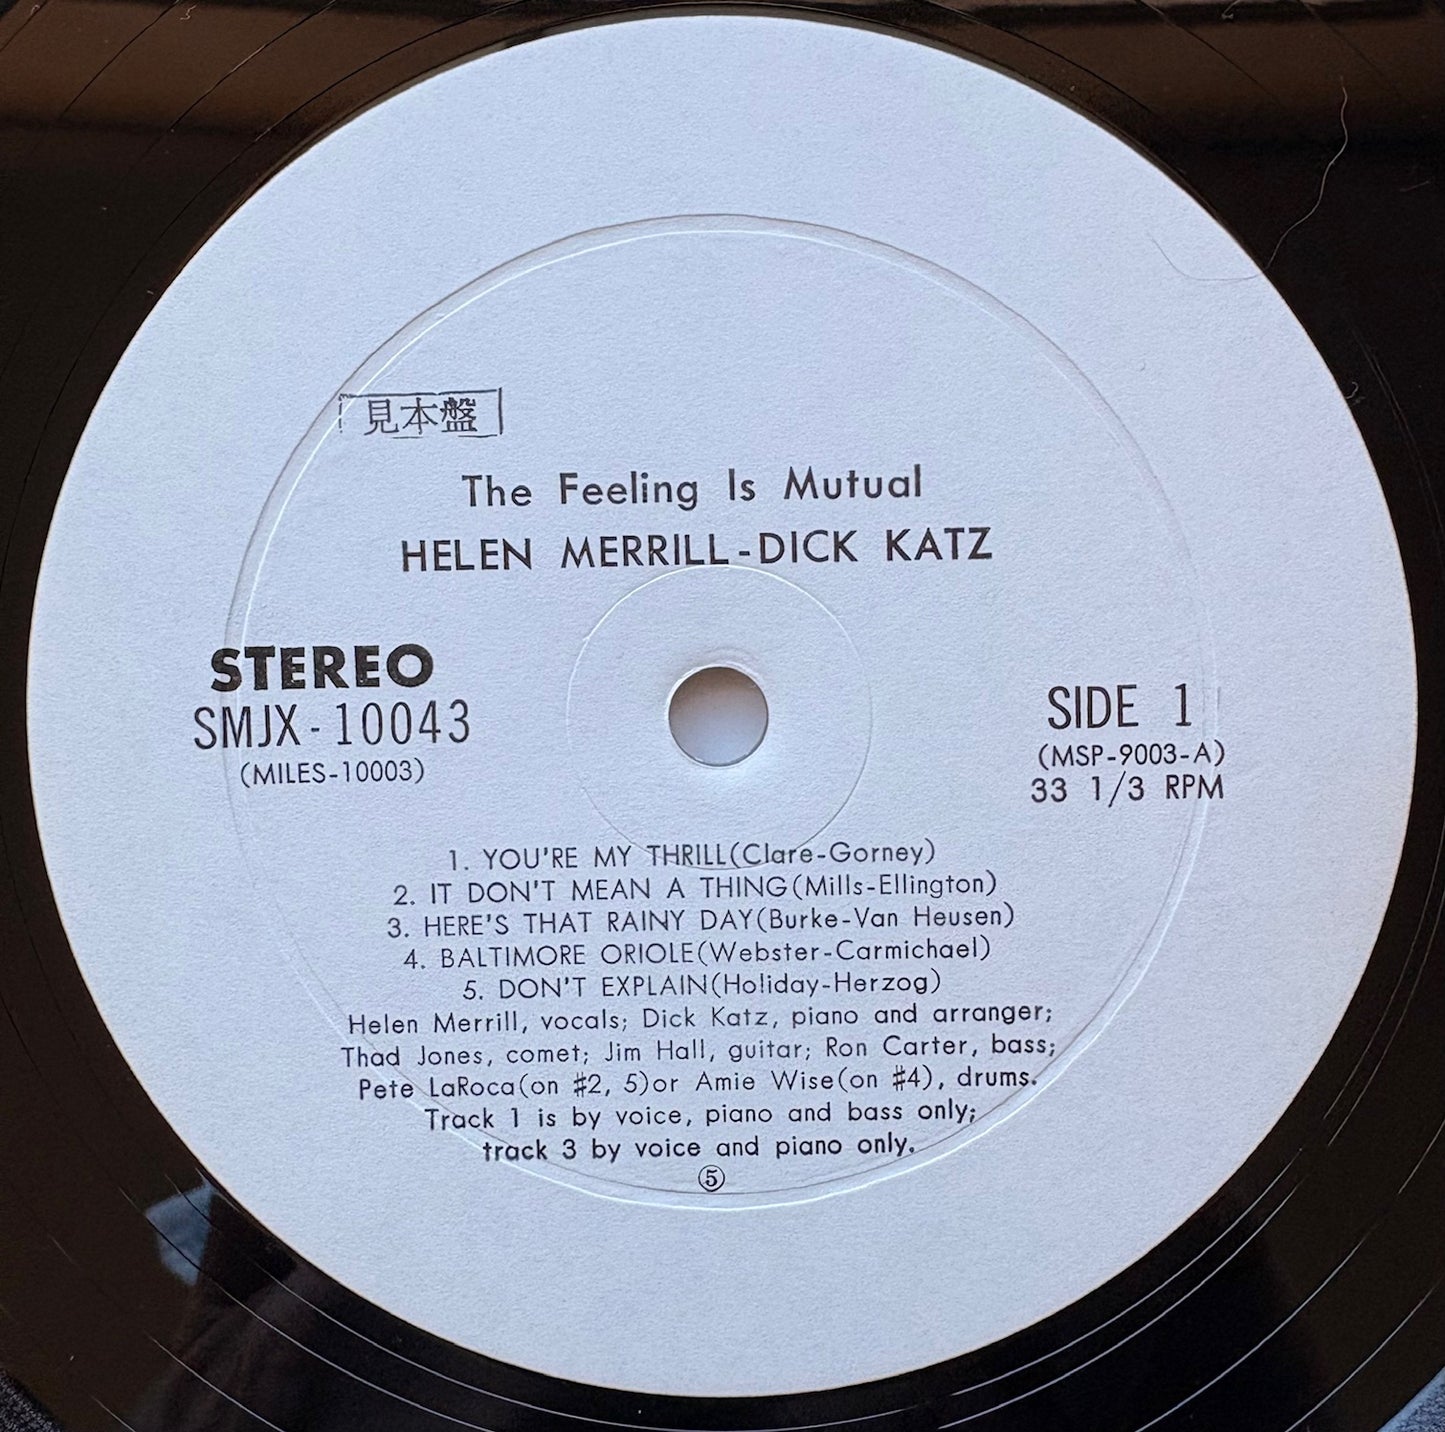 見本盤
The Feeling Is Mutual
HELEN MERRILL-DICK KATZ
STEREO
SMJX-10043
(MILES-10003)
SIDE 1
(MSP-9003-A)
33 1/3 RPM
1. YOU'RE MY THRILL(Clare-Gorney)
2. IT DON'T MEAN A THING(Mills-Ellington)
3. HERE'S THAT RAINY DAY(Burke-Van Heusen)
4. BALTIMORE ORIOLE(Webster-Carmichael)
5. DON'T EXPLAIN(Holiday-Herzog)
Helen Merrill, vocals; Dick Katz, piano and arranger;
Thad Jones, comet; Jim Hall, guitar; Ron Carter, bass;
Pete LaRoca(on #2, 5)or Amie Wise(on #4), drums.
Track 1 is by voice, piano and bass only;
track 3 by voice and piano only.
⑤